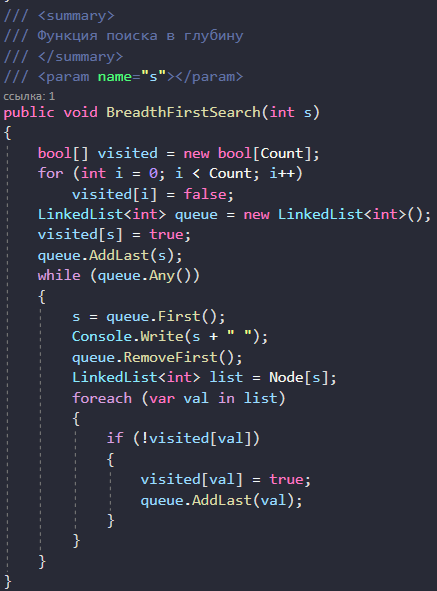 /// <summary>
/// Функция поиска в глубину
/// </summary>
/// <param name="s"></param>
ссылка: 1
public void BreadthFirstSearch(int s)
{
bool[] visited = new bool[Count];
for (int i = 0; i < Count; i++)
visited[i] = false;
LinkedList<int> queue = new LinkedList<int>();
visited[s] = true;
queue.AddLast(s);
while (queue.Any())
{
s = queue.First();
Console.Write(s + " ");
queue.RemoveFirst();
LinkedList<int> list = Node[s];
foreach (var val in list)
{
if (!visited[val])
{
visited[val] = true;
queue.AddLast(val);
}
}
}
}